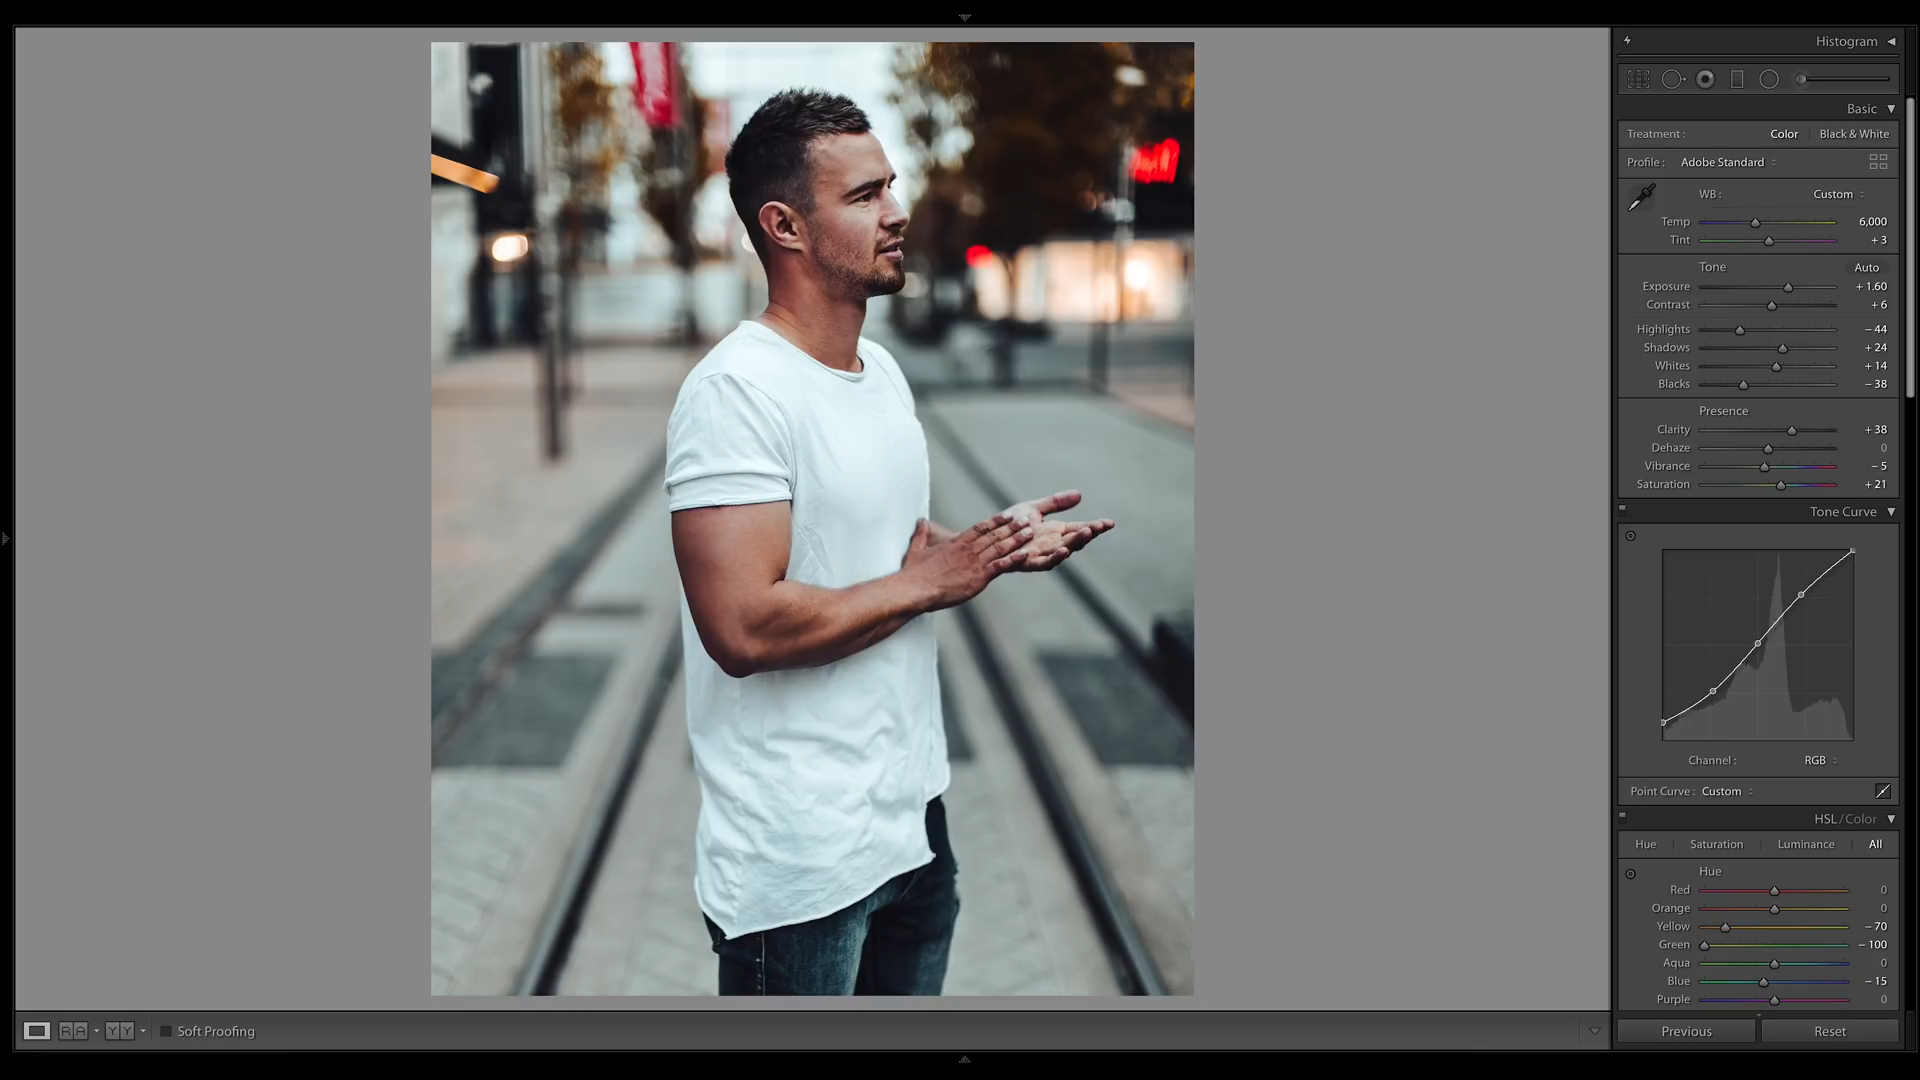 Histogram
Basic
Treatment : Color Black & White
Profile : Adobe Standard
WB : Custom
Temp 6,000
Tint + 3
Tone Auto
Exposure + 1.60
Contrast + 6
Highlights − 44
Shadows + 24
Whites + 14
Blacks − 38
Presence
Clarity + 38
Dehaze 0
Vibrance − 5
Saturation + 21
Tone Curve
Channel : RGB
Point Curve : Custom
HSL / Color
Hue Saturation Luminance All
Hue
Red 0
Orange 0
Yellow − 70
Green − 100
Aqua 0
Blue − 15
Purple 0
R A Y Y Soft Proofing
Previous Reset